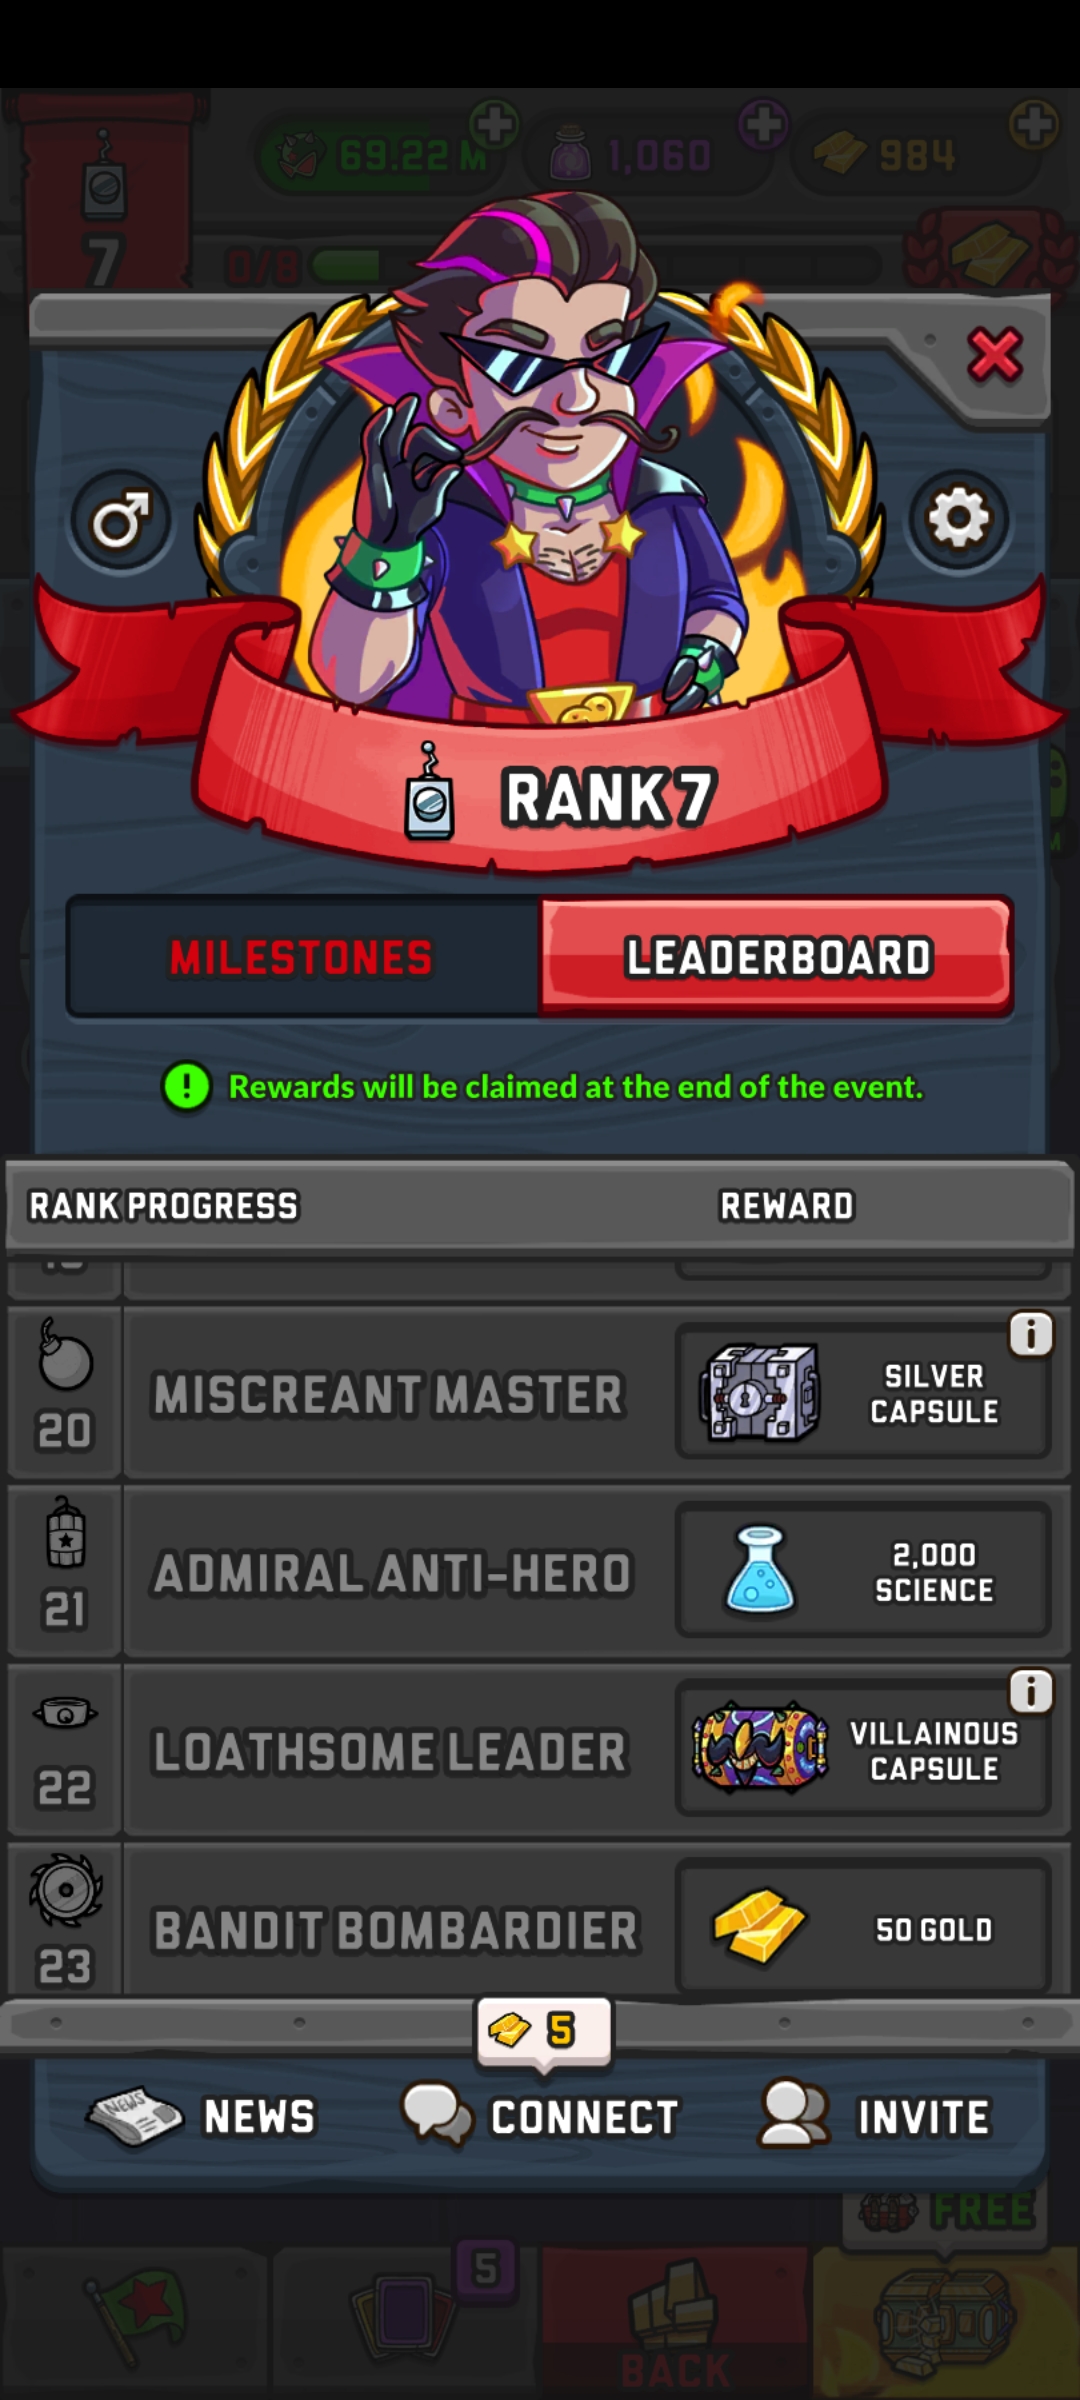 69.22 M
1,060
984
7
0/8
RANK 7
MILESTONES
LEADERBOARD
! Rewards will be claimed at the end of the event.
RANK PROGRESS
REWARD
20
MISCREANT MASTER
SILVER
CAPSULE
i
21
ADMIRAL ANTI-HERO
2,000
SCIENCE
22
LOATHSOME LEADER
VILLAINOUS
CAPSULE
i
23
BANDIT BOMBARDIER
50 GOLD
5
NEWS
NEWS
CONNECT
INVITE
FREE
5
BACK